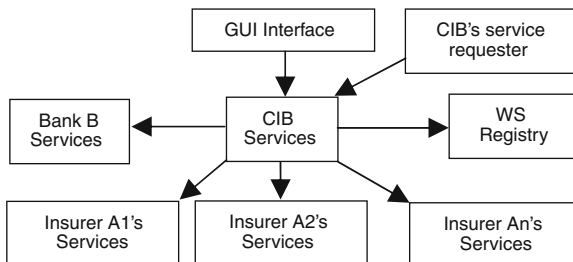 GUI Interface
CIB's service
requester
Bank B
Services
CIB
Services
WS
Registry
Insurer A1's
Services
Insurer A2's
Services
Insurer An's
Services